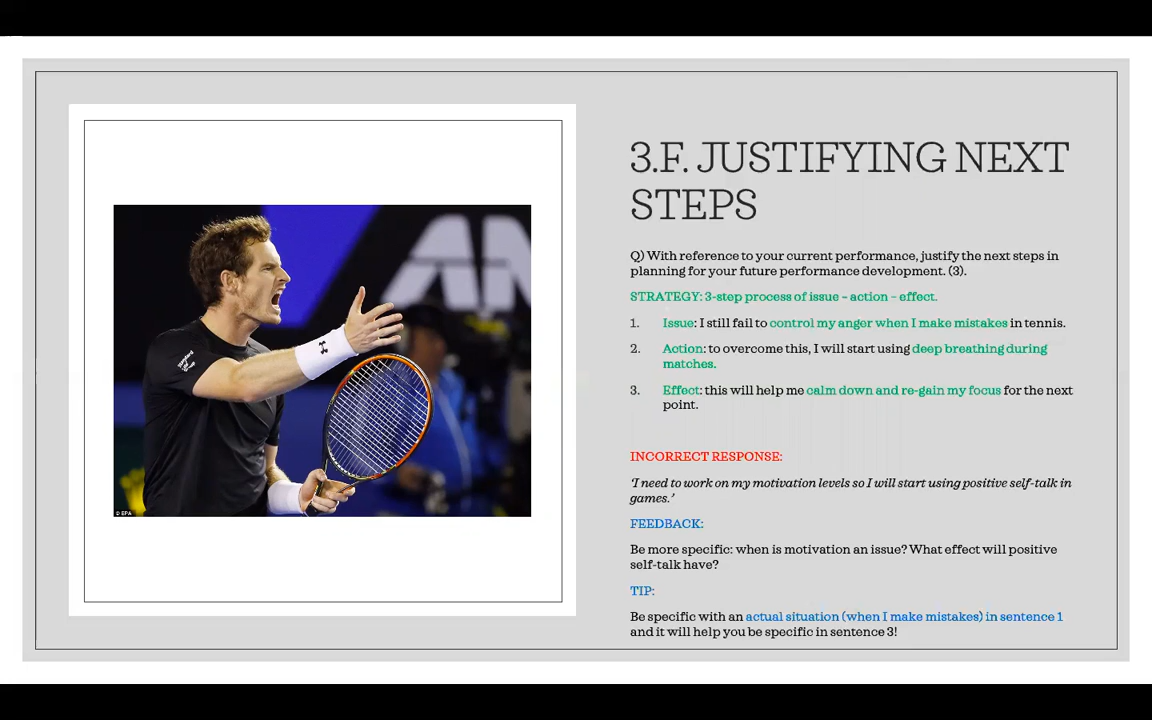 3.F. JUSTIFYING NEXT
STEPS
Q) With reference to your current performance, justify the next steps in
planning for your future performance development. (3).
STRATEGY: 3-step process of issue – action – effect.
1. Issue: I still fail to control my anger when I make mistakes in tennis.
2. Action: to overcome this, I will start using deep breathing during
matches.
3. Effect: this will help me calm down and re-gain my focus for the next
point.
INCORRECT RESPONSE:
'I need to work on my motivation levels so I will start using positive self-talk in
games.'
FEEDBACK:
Be more specific: when is motivation an issue? What effect will positive
self-talk have?
TIP:
Be specific with an actual situation (when I make mistakes) in sentence 1
and it will help you be specific in sentence 3!
AN
© EPA